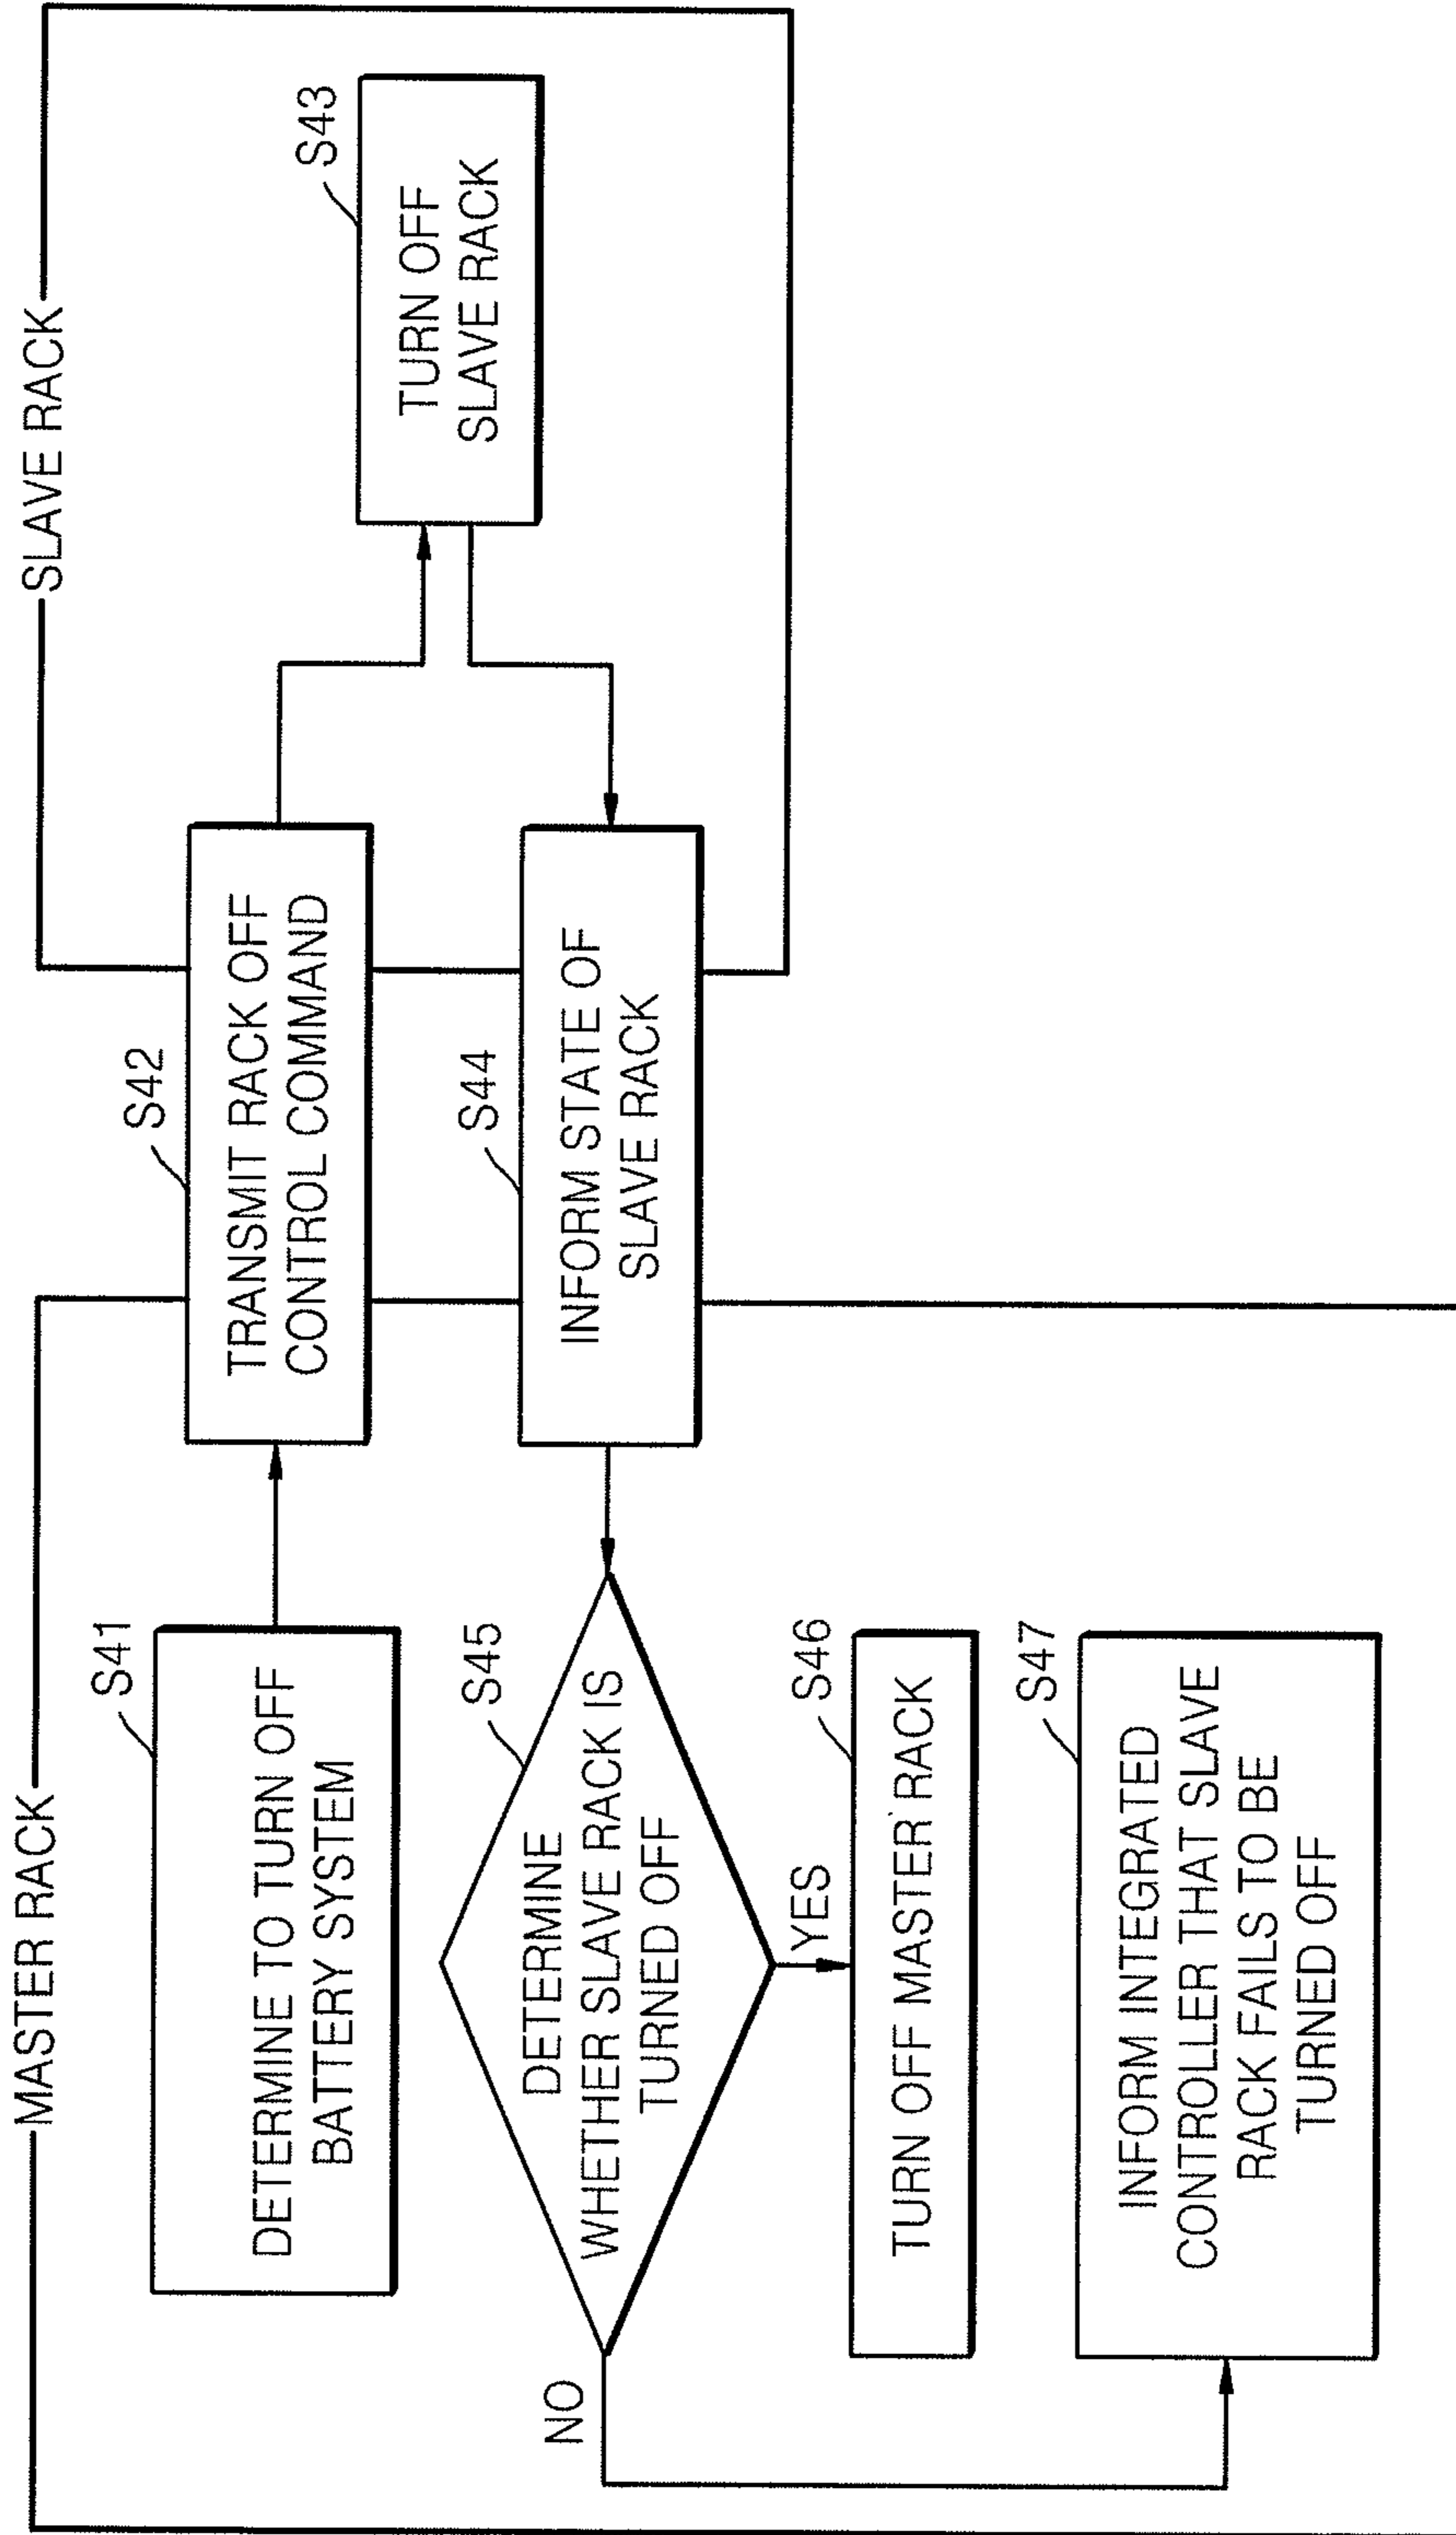 MASTER RACK
SLAVE RACK
S41
DETERMINE TO TURN OFF
BATTERY SYSTEM
S42
TRANSMIT RACK OFF
CONTROL COMMAND
S43
TURN OFF
SLAVE RACK
S44
INFORM STATE OF
SLAVE RACK
S45
DETERMINE
WHETHER SLAVE RACK IS
TURNED OFF
NO
YES
S46
TURN OFF MASTER RACK
S47
INFORM INTEGRATED
CONTROLLER THAT SLAVE
RACK FAILS TO BE
TURNED OFF